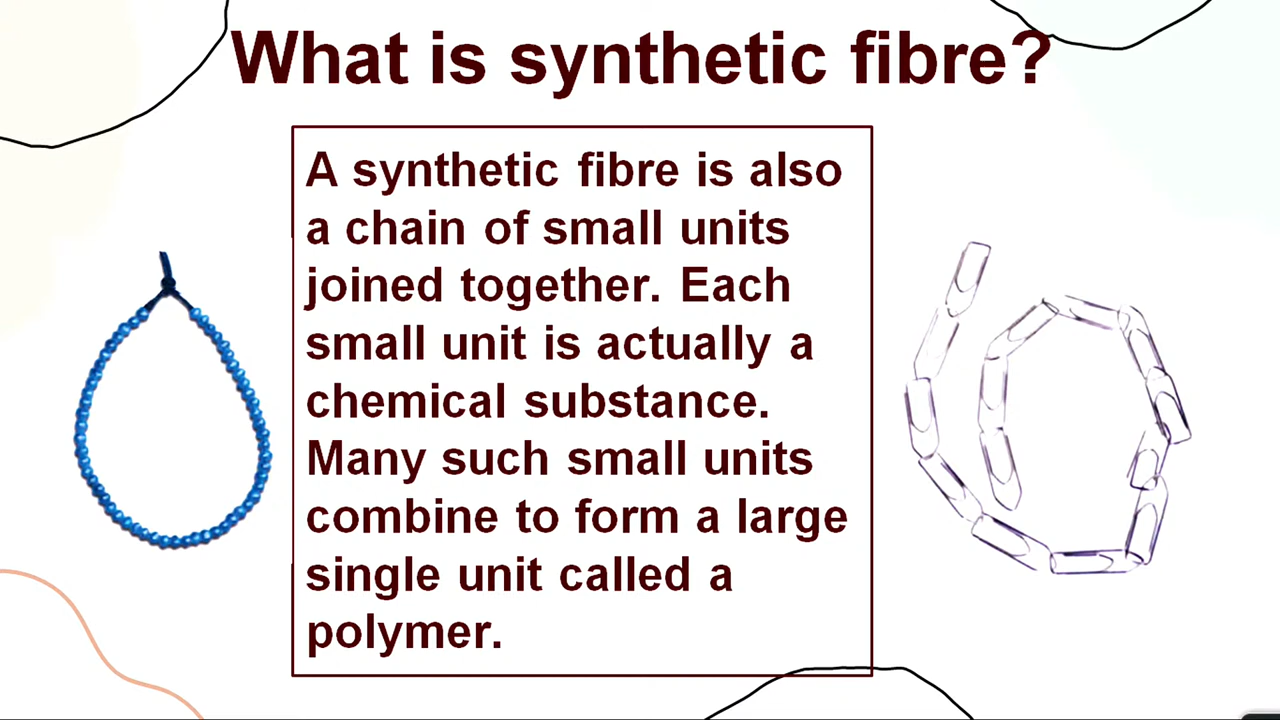 What is synthetic fibre?
A synthetic fibre is also
a chain of small units
joined together. Each
small unit is actually a
chemical substance.
Many such small units
combine to form a large
single unit called a
polymer.